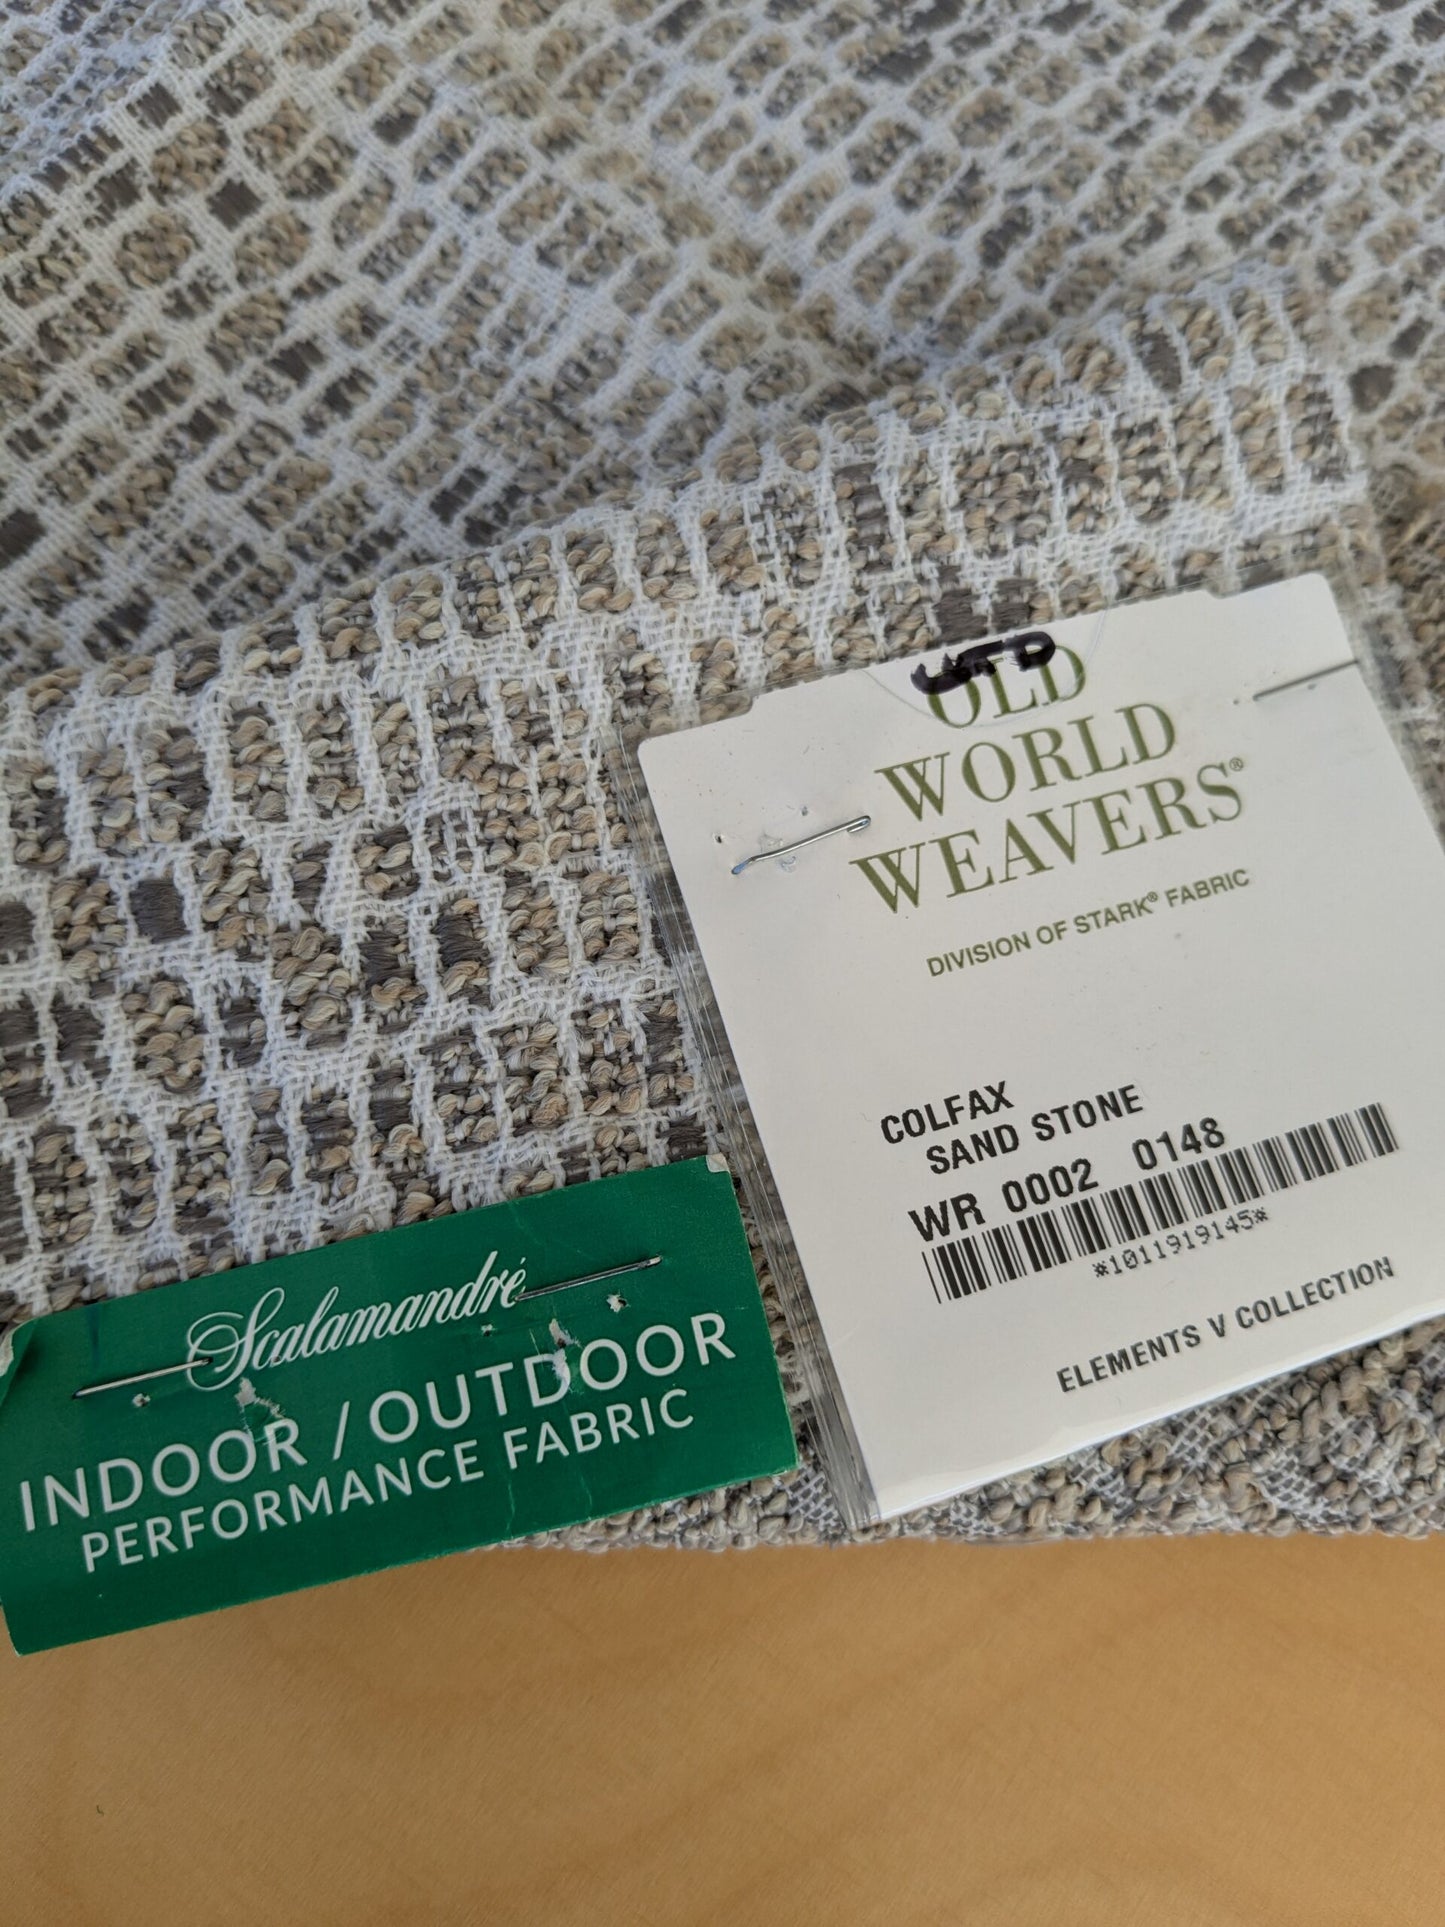 OLD
WORLD
WEAVERS®
DIVISION OF STARK® FABRIC
COLFAX
SAND STONE
WR 0002 0148
*1011919145*
ELEMENTS V COLLECTION
Scalamandré
INDOOR / OUTDOOR
PERFORMANCE FABRIC